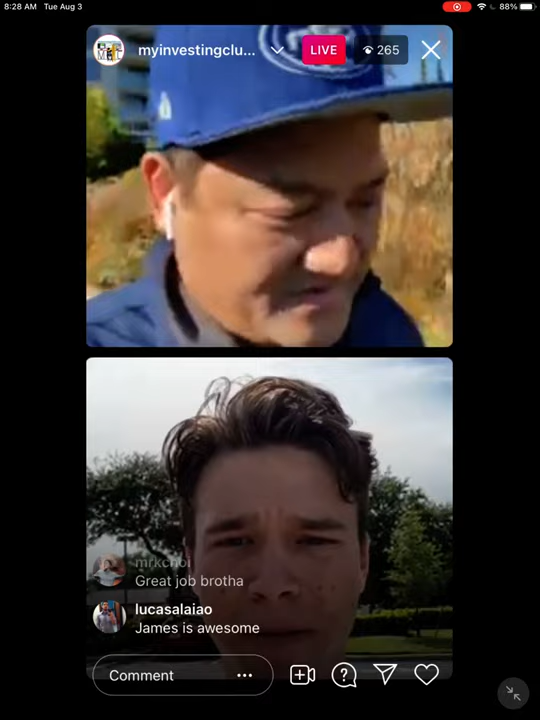 8:28 AM Tue Aug 3
88%
myinvestingclu...
LIVE
265
mrkchoi
Great job brotha
lucasalaiao
James is awesome
Comment